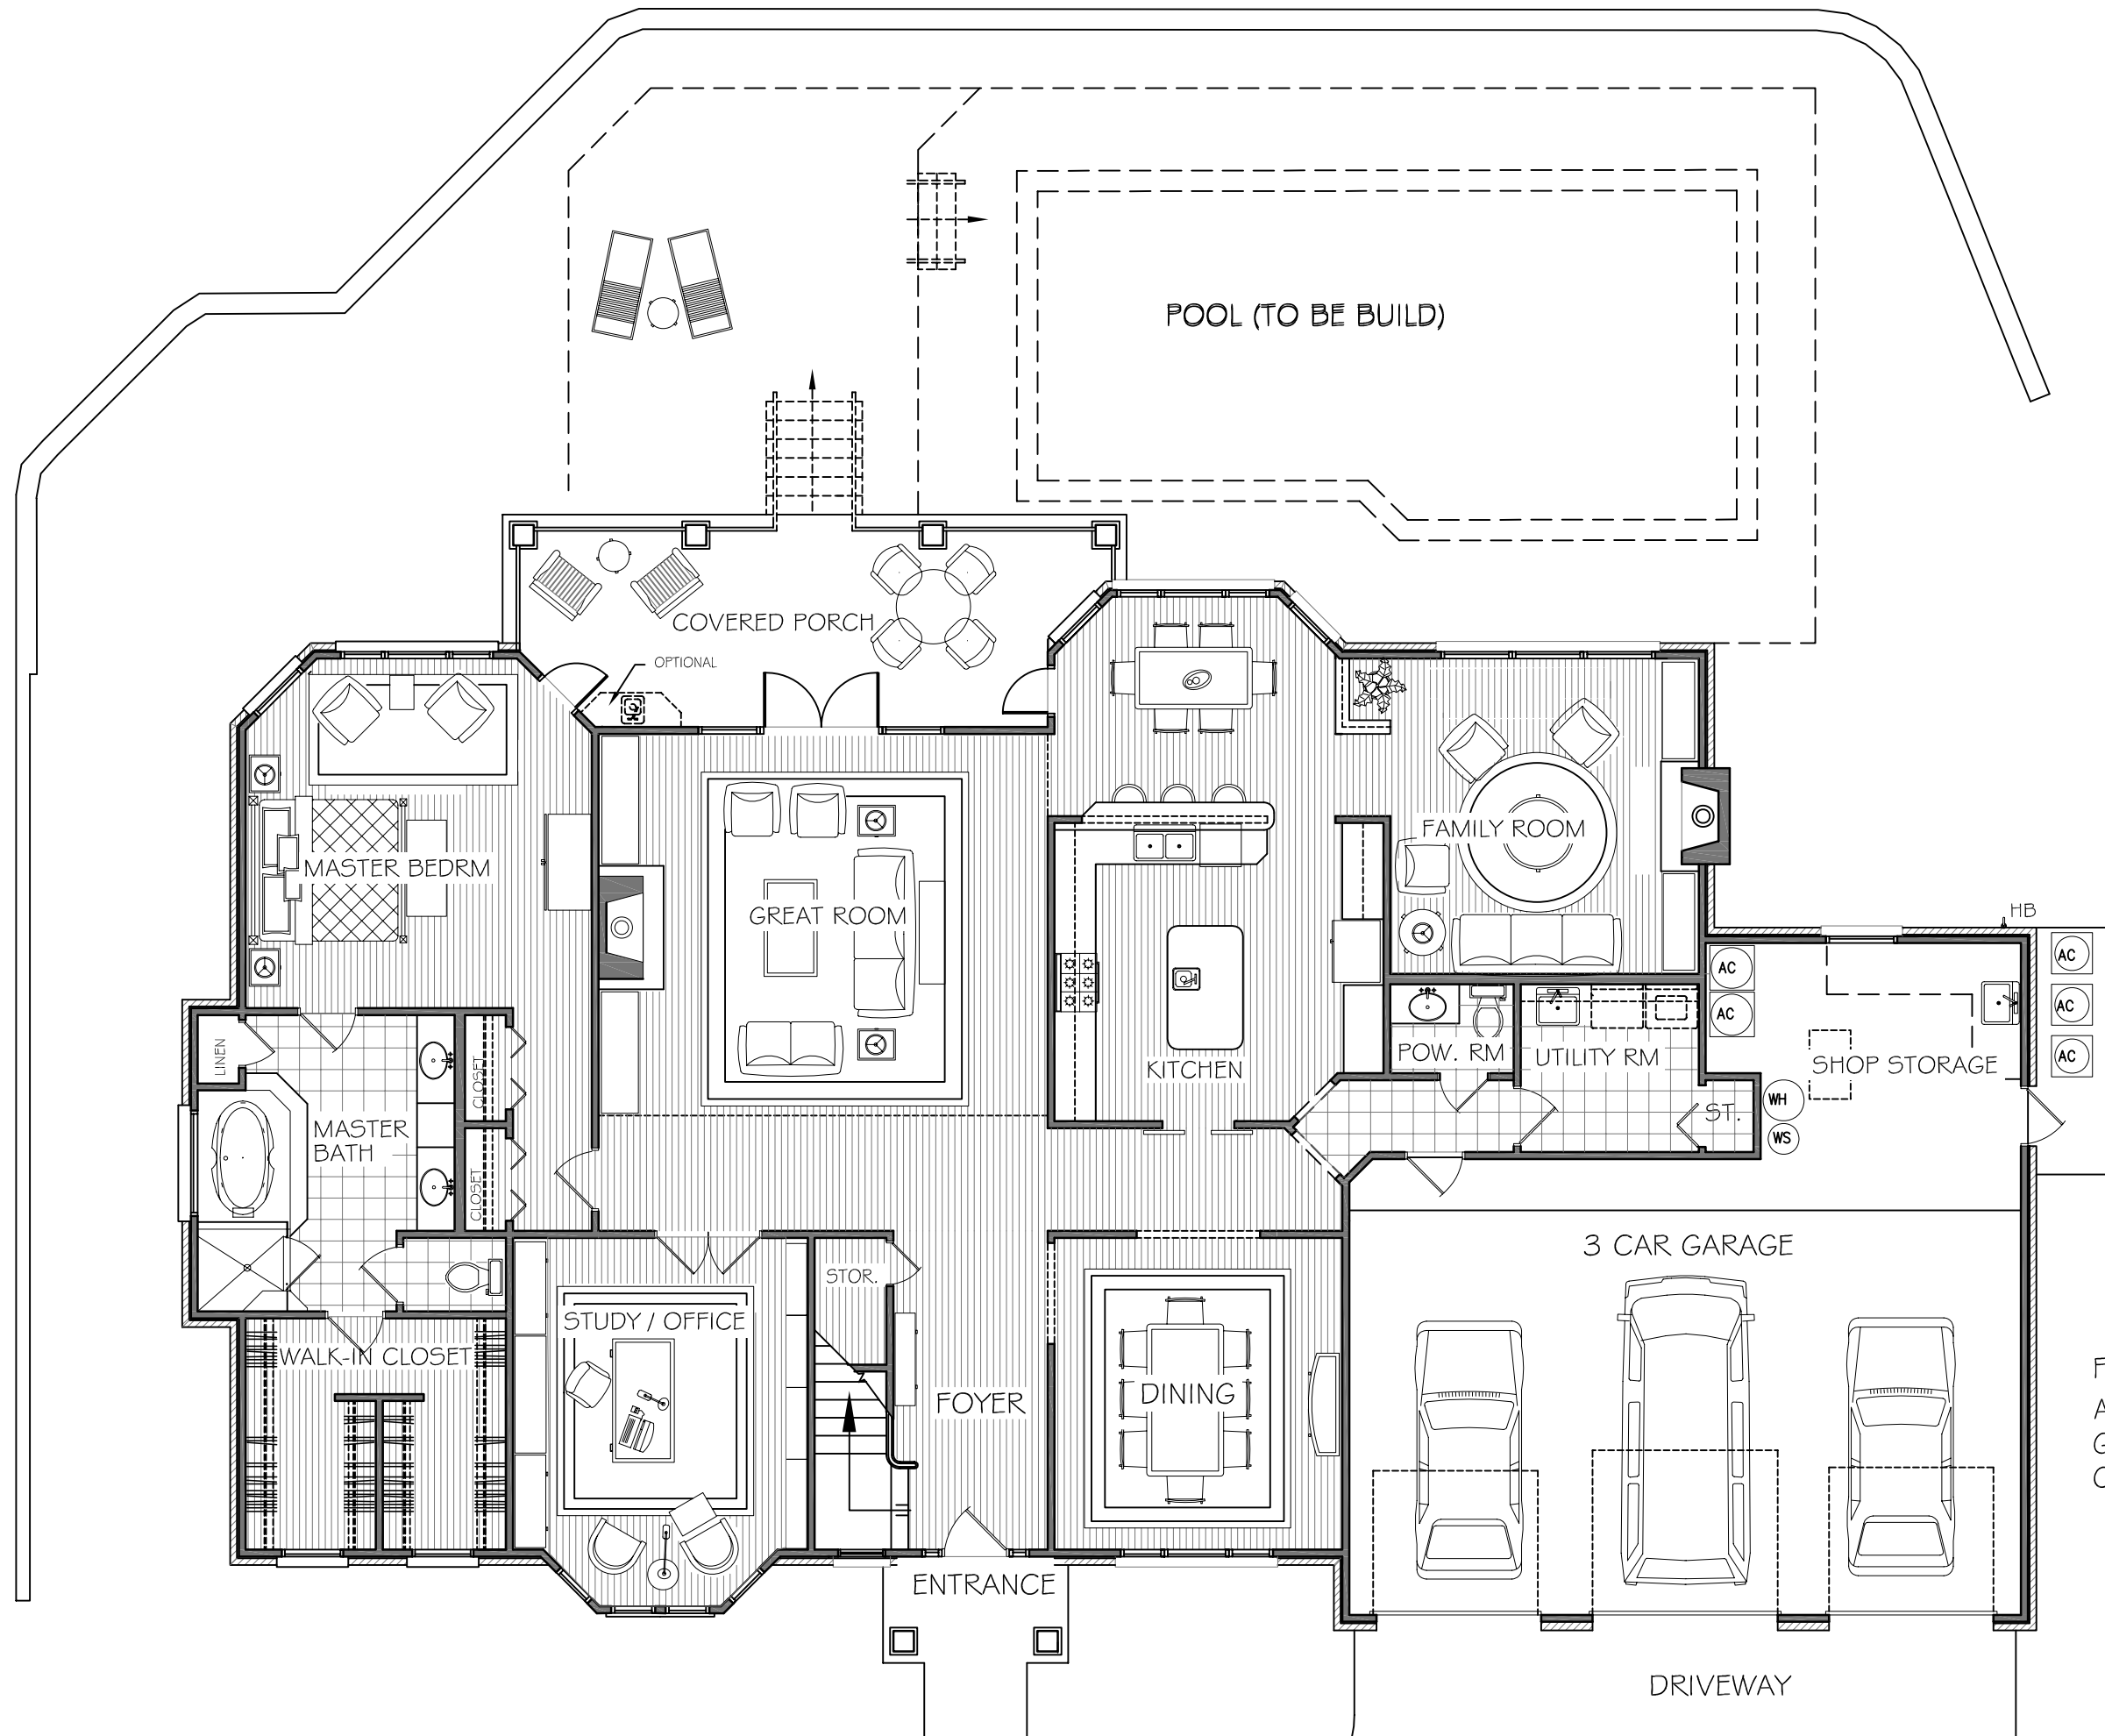 POOL (TO BE BUILD)
COVERED PORCH
OPTIONAL
FAMILY ROOM
MASTER BEDRM
GREAT ROOM
HB
AC
AC
AC
AC
AC
LINEN
CLOSET
KITCHEN
POW. RM
UTILITY RM
SHOP STORAGE
WH
ST.
WS
MASTER
BATH
CLOSET
3 CAR GARAGE
STOR.
STUDY / OFFICE
WALK-IN CLOSET
FOYER
DINING
ENTRANCE
DRIVEWAY